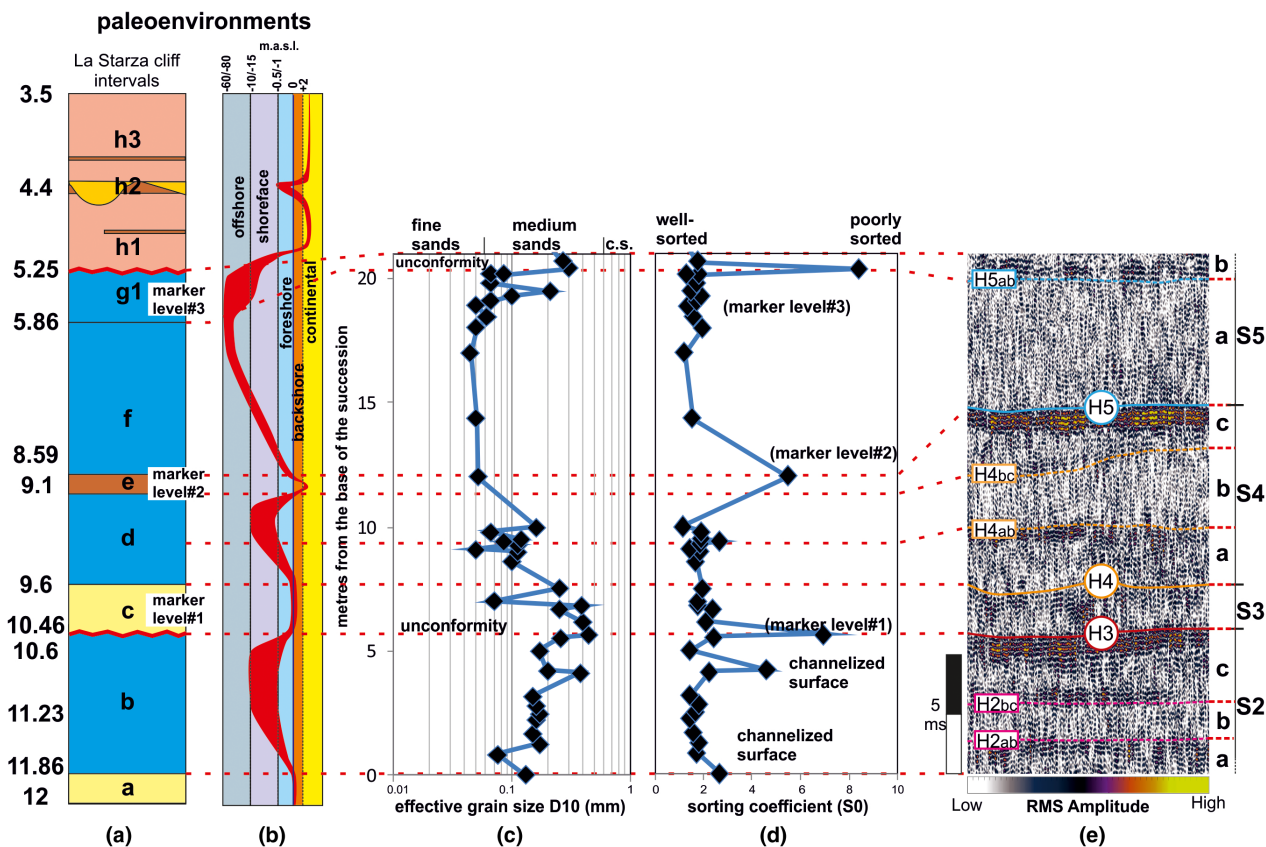 paleoenvironments
La Starza cliff
intervals
m.a.s.l.
-60/-80
-10/-15
-0.5/-1
0
+2
3.5
4.4
5.25
5.86
8.59
9.1
9.6
10.46
10.6
11.23
11.86
12
h3
h2
h1
g1
f
e
d
c
b
a
marker
level#3
marker
level#2
marker
level#1
offshore
shoreface
foreshore
backshore
continental
(a)
(b)
metres from the base of the succession
fine
sands
medium
sands
c.s.
unconformity
unconformity
20
15
10
5
0
0.01
0.1
1
effective grain size D10 (mm)
(c)
well-
sorted
poorly
sorted
(marker level#3)
(marker level#2)
(marker level#1)
channelized
surface
channelized
surface
0
2
4
6
8
10
sorting coefficient (S0)
(d)
H5ab
H5
H4bc
H4ab
H4
H3
H2bc
H2ab
5
ms
b
a
S5
c
b
S4
a
S3
c
b
S2
a
Low
RMS Amplitude
High
(e)